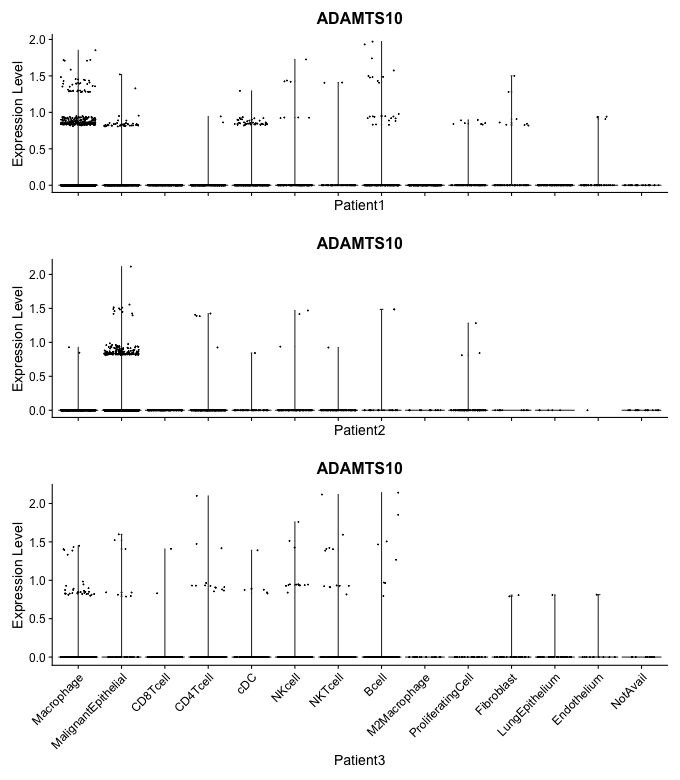 ADAMTS10
Expression Level
2.0
1.5
1.0
0.5
0.0
Patient1
ADAMTS10
Expression Level
2.0
1.5
1.0
0.5
0.0
Patient2
ADAMTS10
Expression Level
2.0
1.5
1.0
0.5
0.0
Macrophage
MalignantEpithelial
CD8Tcell
CD4Tcell
cDC
NKcell
NKTcell
Bcell
M2Macrophage
ProliferatingCell
Fibroblast
LungEpithelium
Endothelium
NotAvail
Patient3